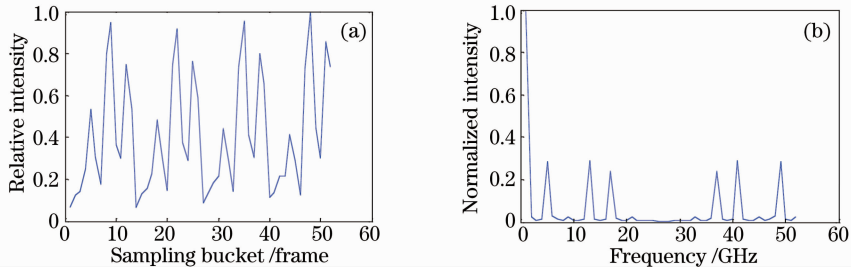 1.0
0.8
0.6
0.4
0.2
0
0 10 20 30 40 50 60
Relative intensity
Sampling bucket /frame
(a)
1.0
0.8
0.6
0.4
0.2
0
0 10 20 30 40 50 60
Normalized intensity
Frequency /GHz
(b)